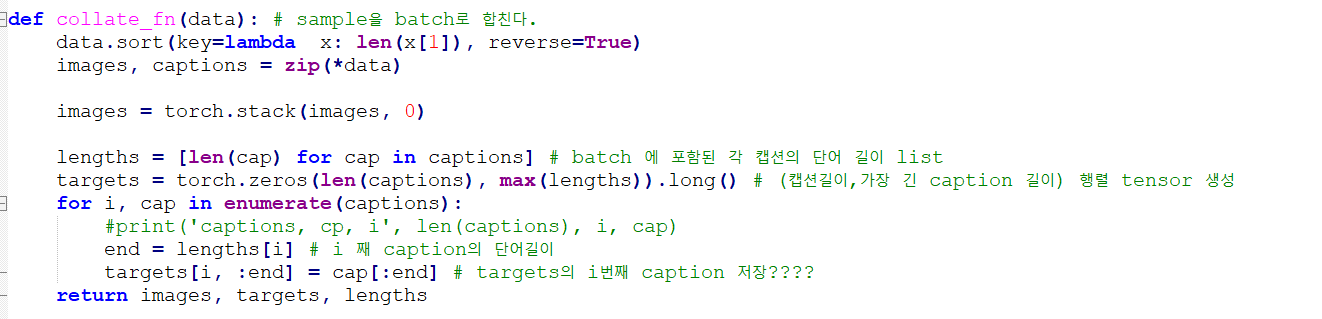 def collate_fn(data): # sample을 batch로 합친다.
    data.sort(key=lambda  x: len(x[1]), reverse=True)
    images, captions = zip(*data)
    images = torch.stack(images, 0)
    lengths = [len(cap) for cap in captions] # batch 에 포함된 각 캡션의 단어 길이 list
    targets = torch.zeros(len(captions), max(lengths)).long() # (캡션길이,가장 긴 caption 길이) 행렬 tensor 생성
    for i, cap in enumerate(captions):
        #print('captions, cp, i', len(captions), i, cap)
        end = lengths[i] # i 째 caption의 단어길이
        targets[i, :end] = cap[:end] # targets의 i번째 caption 저장????
    return images, targets, lengths